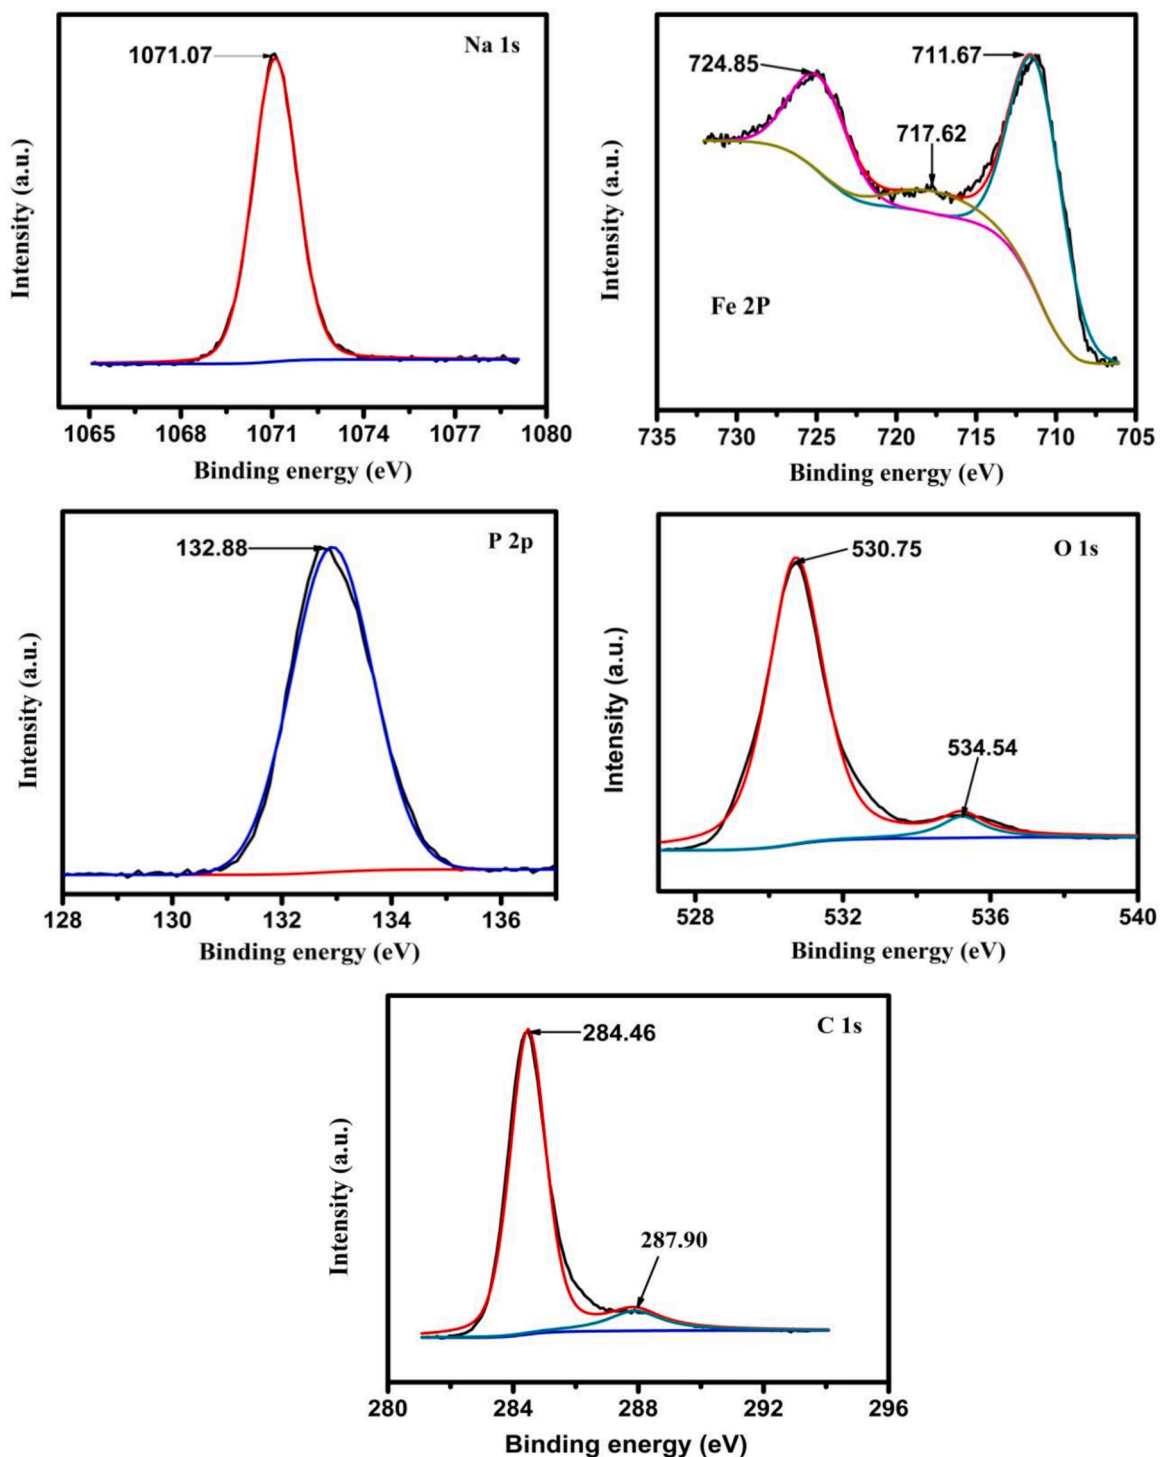 1071.07
Na 1s
Intensity (a.u.)
1065 1068 1071 1074 1077 1080
Binding energy (eV)
724.85
711.67
717.62
Fe 2P
Intensity (a.u.)
735 730 725 720 715 710 705
Binding energy (eV)
132.88
P 2p
Intensity (a.u.)
128 130 132 134 136
Binding energy (eV)
530.75
O 1s
534.54
Intensity (a.u.)
528 532 536 540
Binding energy (eV)
284.46
C 1s
287.90
Intensity (a.u.)
280 284 288 292 296
Binding energy (eV)